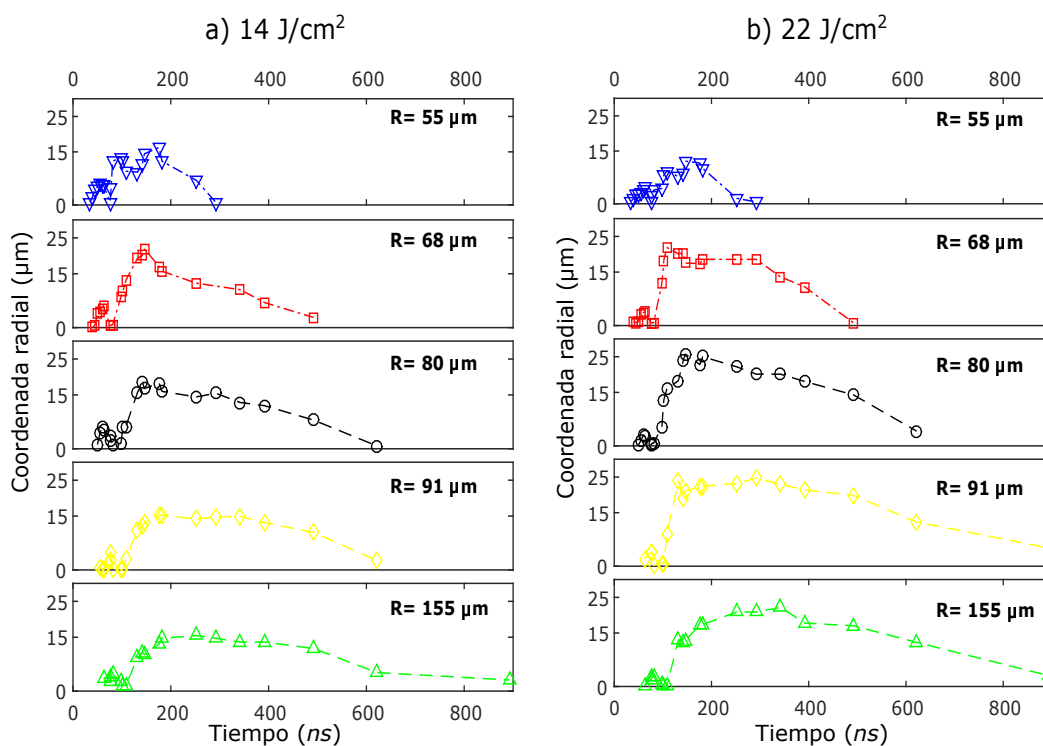 a) 14 J/cm²
b) 22 J/cm²
0 200 400 600 800
0 200 400 600 800
25
15
0
R= 55 µm
25
15
0
R= 55 µm
25
15
0
R= 68 µm
25
15
0
R= 68 µm
25
15
0
R= 80 µm
25
15
0
R= 80 µm
25
15
0
R= 91 µm
25
15
0
R= 91 µm
25
15
0
R= 155 µm
25
15
0
R= 155 µm
Coordenada radial (µm)
Coordenada radial (µm)
0 200 400 600 800
0 200 400 600 800
Tiempo (ns)
Tiempo (ns)